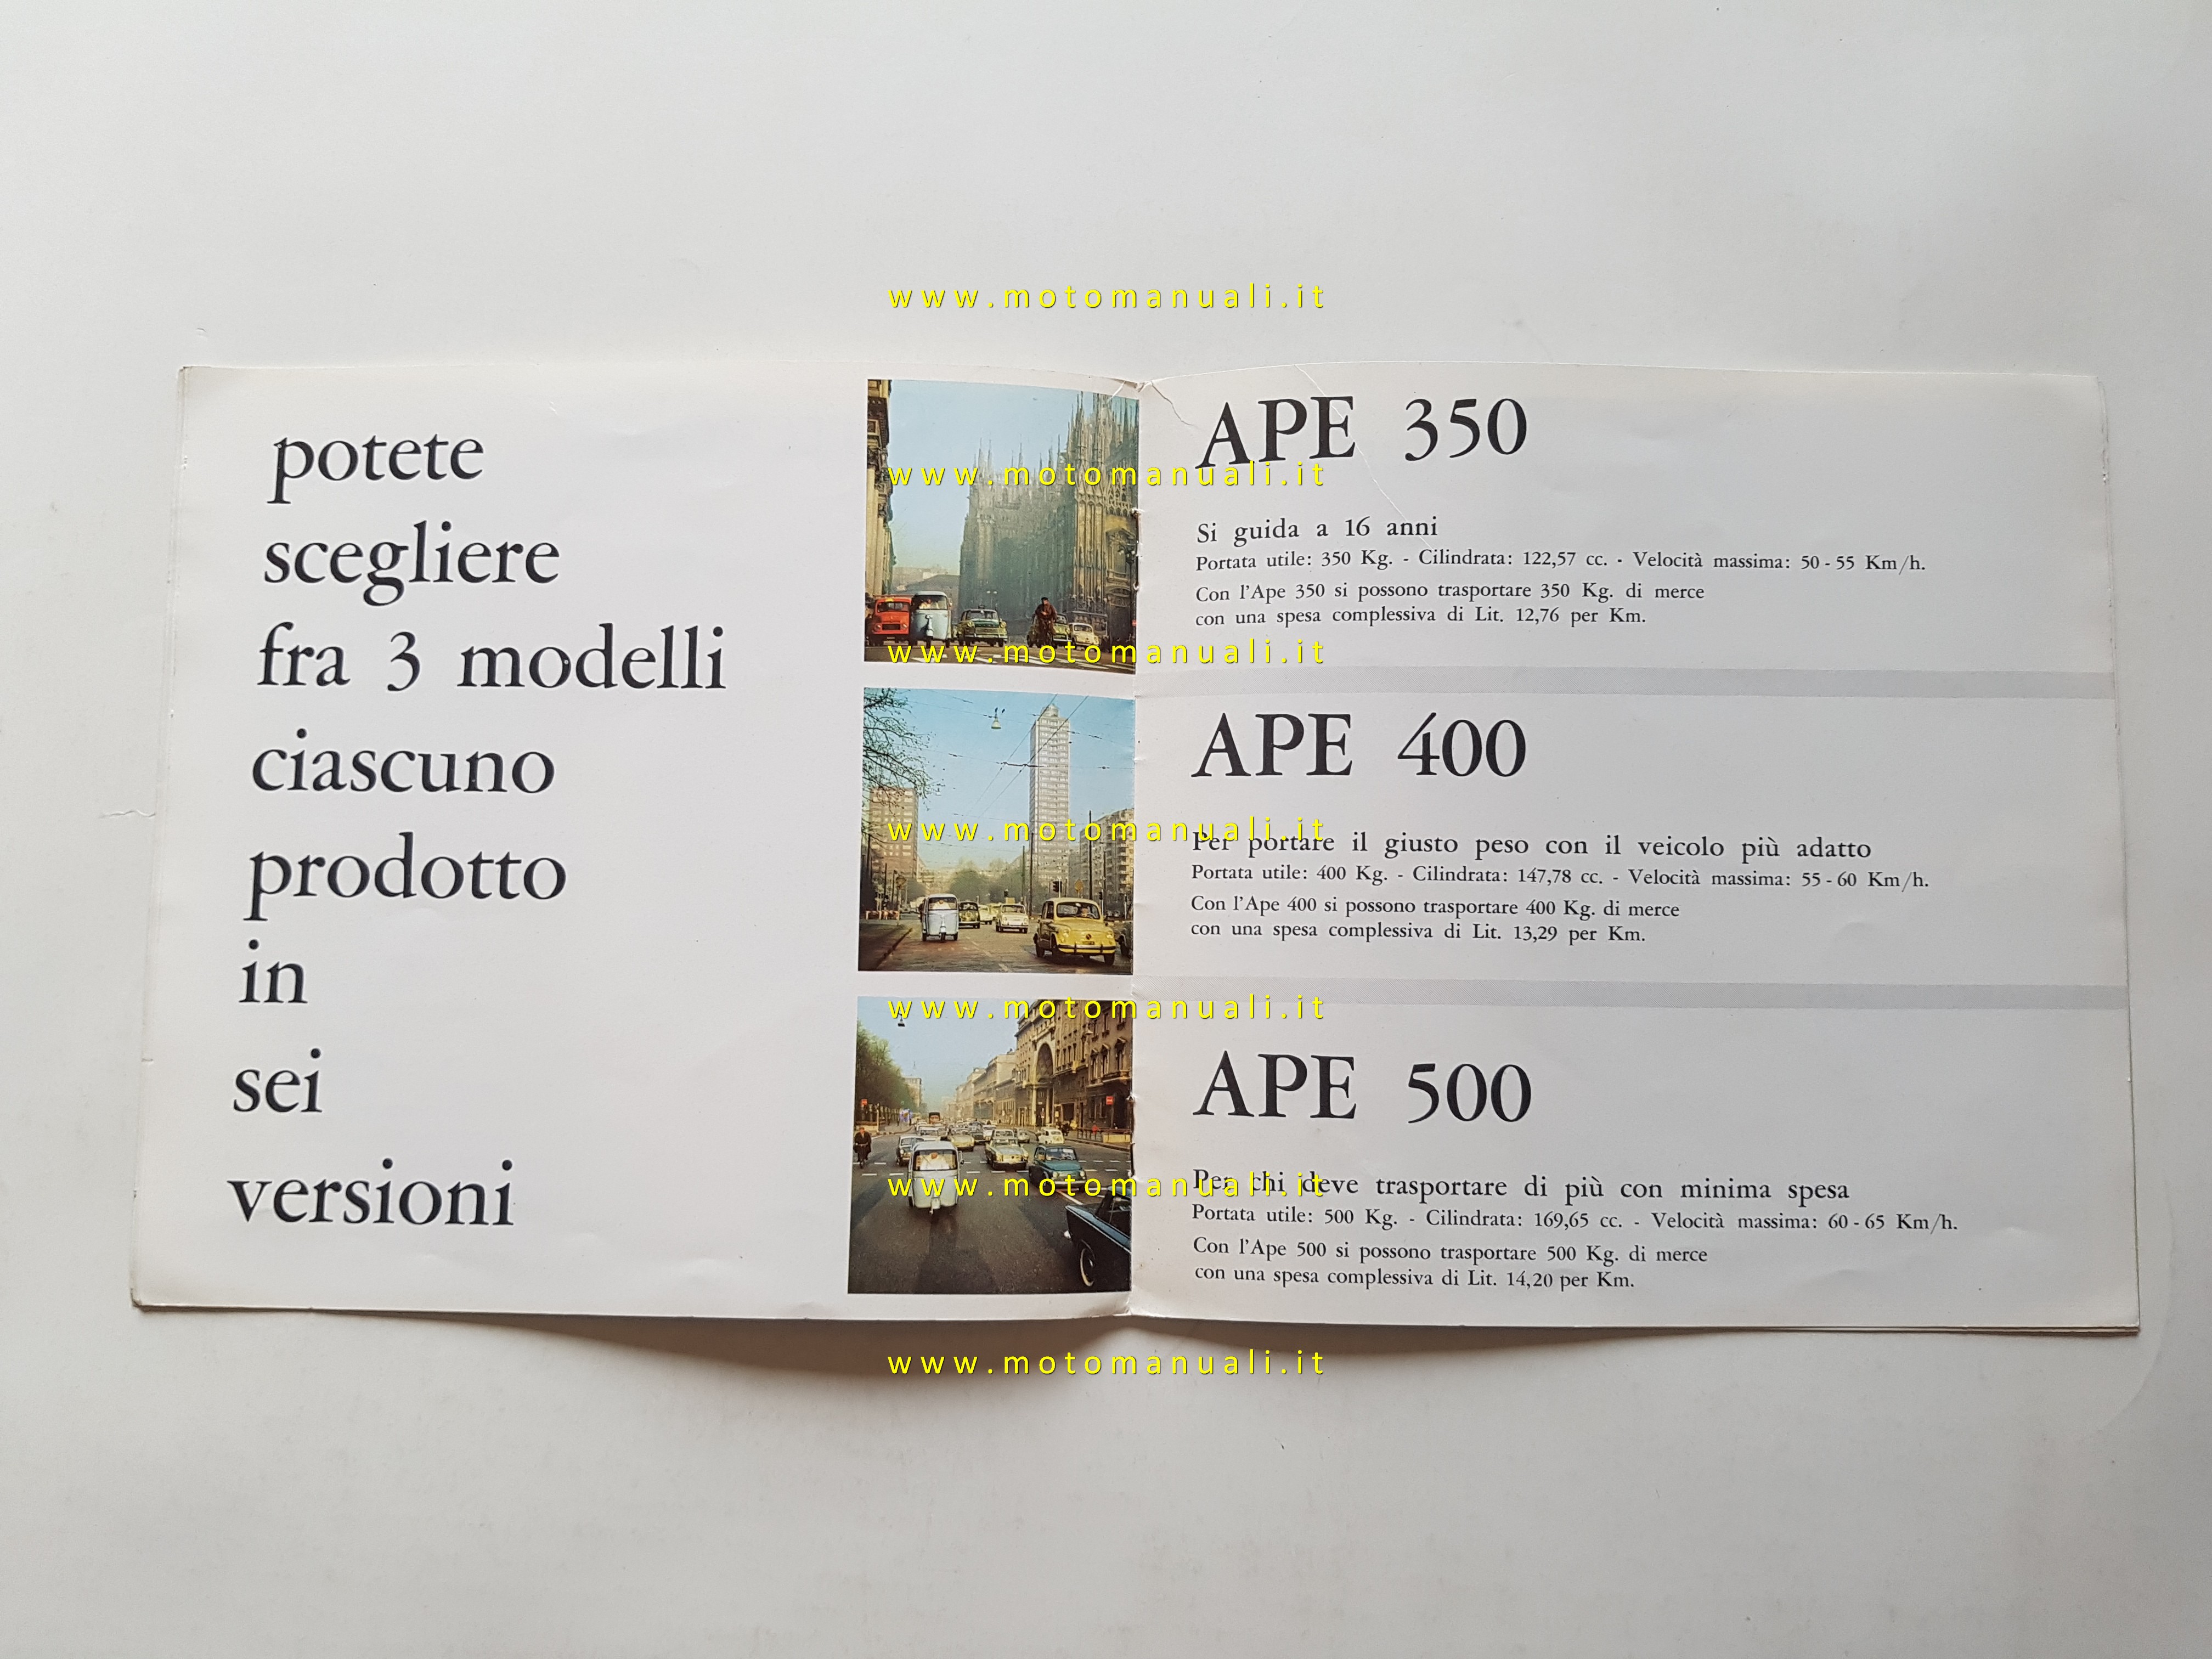 www.motomanuali.it
potete
scegliere
fra 3 modelli
ciascuno
prodotto
in
sei
versioni
APE 350
www.motomanuali.it
Si guida a 16 anni
Portata utile: 350 Kg. - Cilindrata: 122,57 cc. - Velocità massima: 50 - 55 Km/h.
Con l'Ape 350 si possono trasportare 350 Kg. di merce
con una spesa complessiva di Lit. 12,76 per Km.
www.motomanuali.it
APE 400
www.motomanuali.it
Per portare il giusto peso con il veicolo più adatto
Portata utile: 400 Kg. - Cilindrata: 147,78 cc. - Velocità massima: 55 - 60 Km/h.
Con l'Ape 400 si possono trasportare 400 Kg. di merce
con una spesa complessiva di Lit. 13,29 per Km.
www.motomanuali.it
APE 500
www.motomanuali.it
Per chi deve trasportare di più con minima spesa
Portata utile: 500 Kg. - Cilindrata: 169,65 cc. - Velocità massima: 60 - 65 Km/h.
Con l'Ape 500 si possono trasportare 500 Kg. di merce
con una spesa complessiva di Lit. 14,20 per Km.
www.motomanuali.it